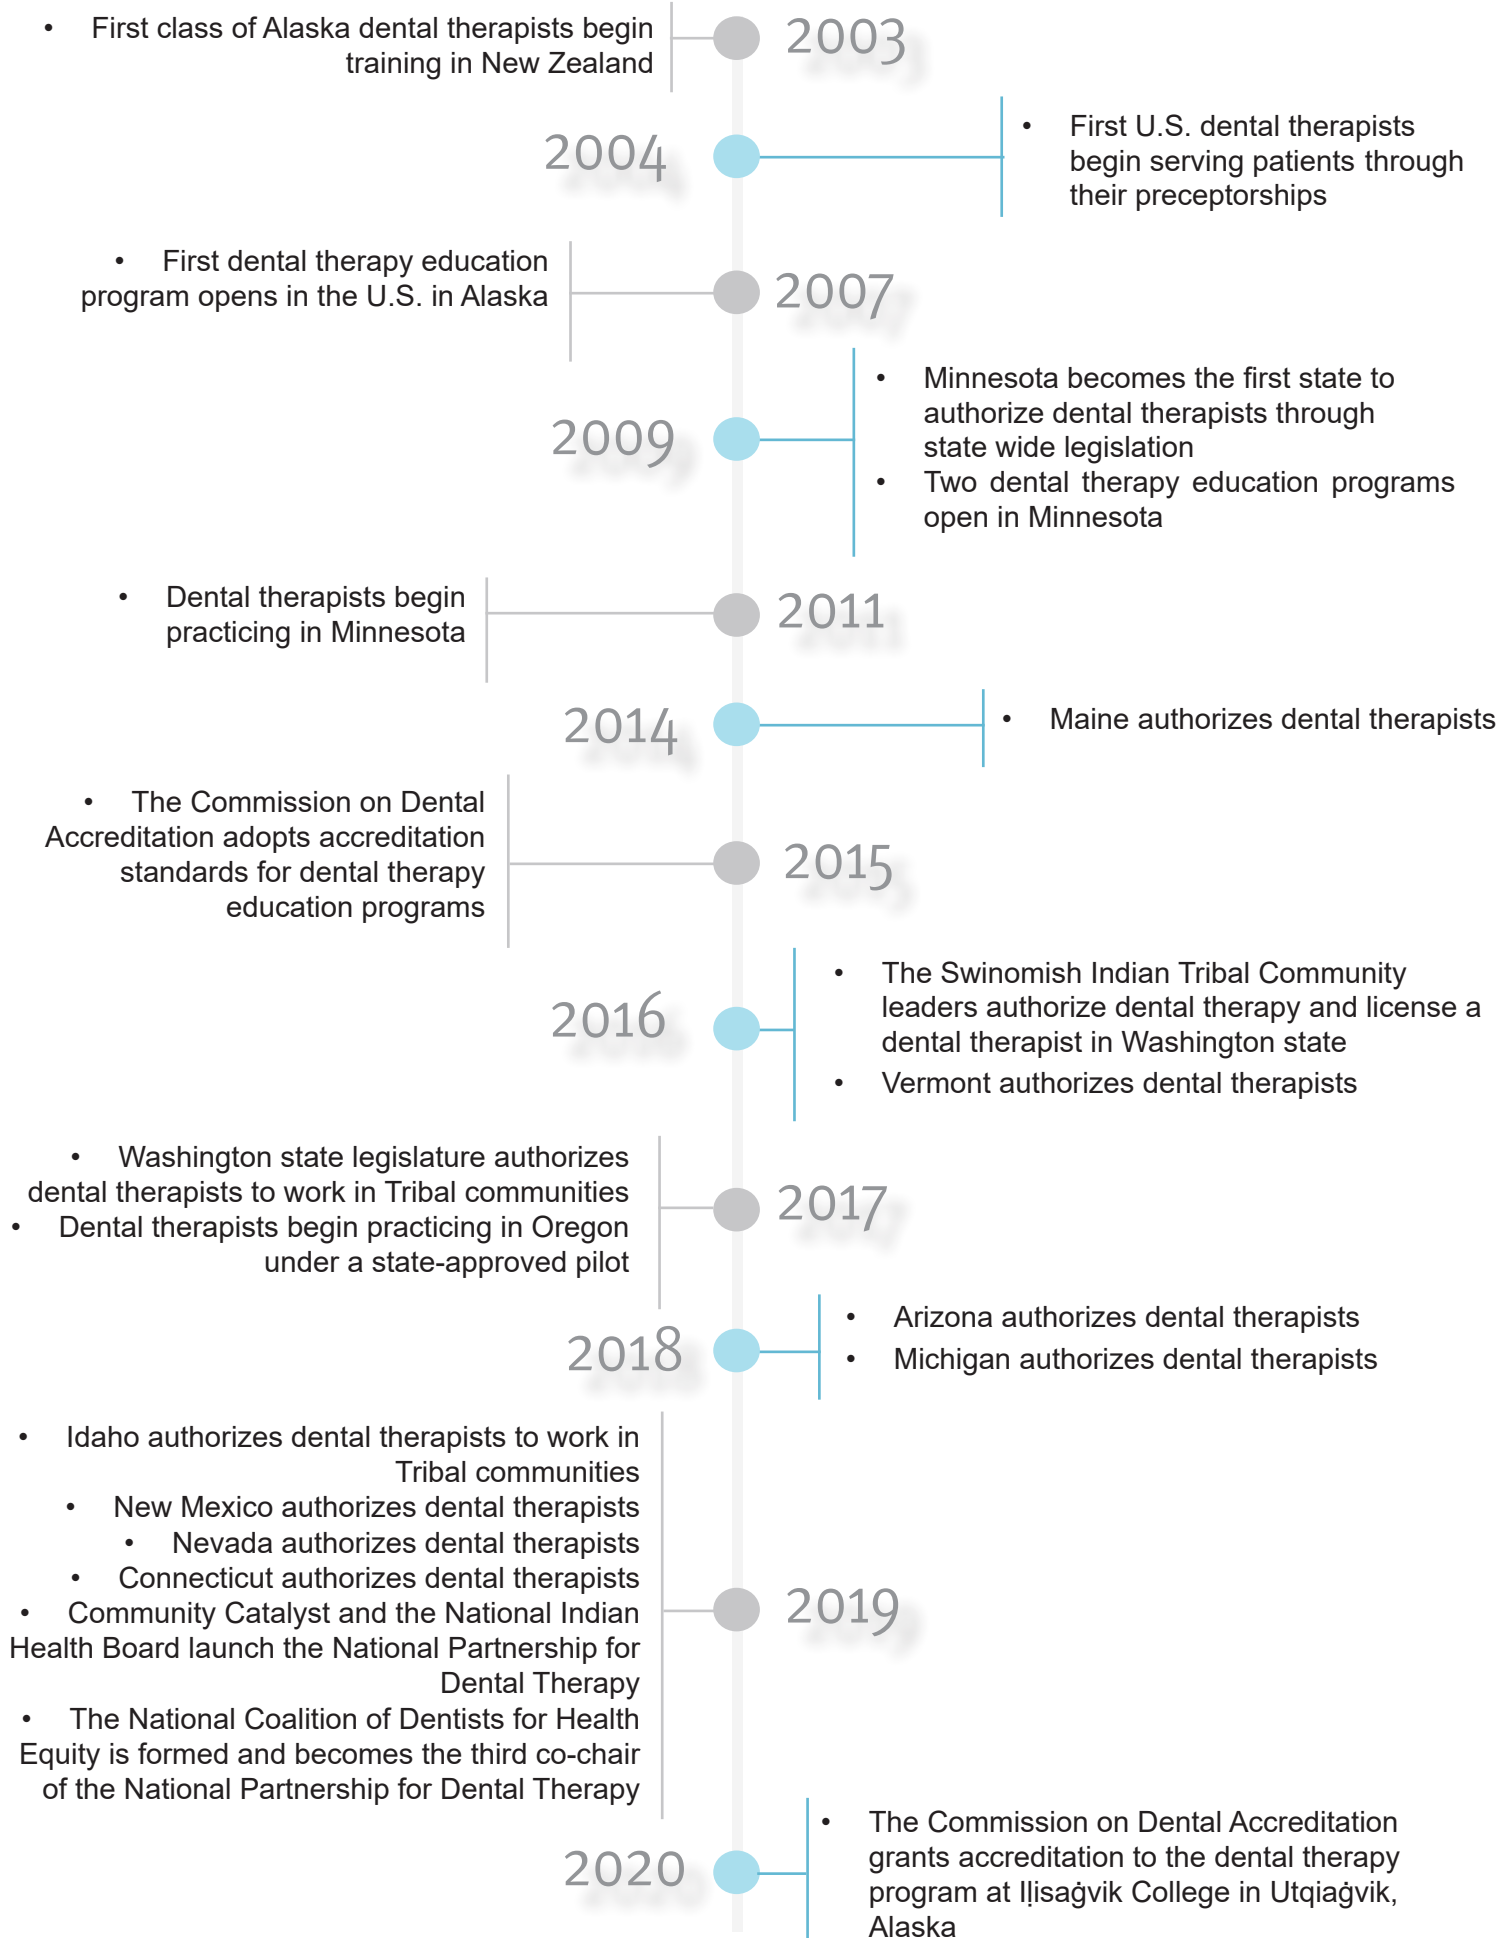 • First class of Alaska dental therapists begin
training in New Zealand
2003
2004
• First U.S. dental therapists
begin serving patients through
their preceptorships
• First dental therapy education
program opens in the U.S. in Alaska
2007
2009
• Minnesota becomes the first state to
authorize dental therapists through
state wide legislation
• Two dental therapy education programs
open in Minnesota
• Dental therapists begin
practicing in Minnesota
2011
2014
• Maine authorizes dental therapists
• The Commission on Dental
Accreditation adopts accreditation
standards for dental therapy
education programs
2015
2016
• The Swinomish Indian Tribal Community
leaders authorize dental therapy and license a
dental therapist in Washington state
• Vermont authorizes dental therapists
• Washington state legislature authorizes
dental therapists to work in Tribal communities
• Dental therapists begin practicing in Oregon
under a state-approved pilot
2017
2018
• Arizona authorizes dental therapists
• Michigan authorizes dental therapists
• Idaho authorizes dental therapists to work in
Tribal communities
• New Mexico authorizes dental therapists
• Nevada authorizes dental therapists
• Connecticut authorizes dental therapists
• Community Catalyst and the National Indian
Health Board launch the National Partnership for
Dental Therapy
• The National Coalition of Dentists for Health
Equity is formed and becomes the third co-chair
of the National Partnership for Dental Therapy
2019
2020
• The Commission on Dental Accreditation
grants accreditation to the dental therapy
program at Iḷisaġvik College in Utqiaġvik,
Alaska